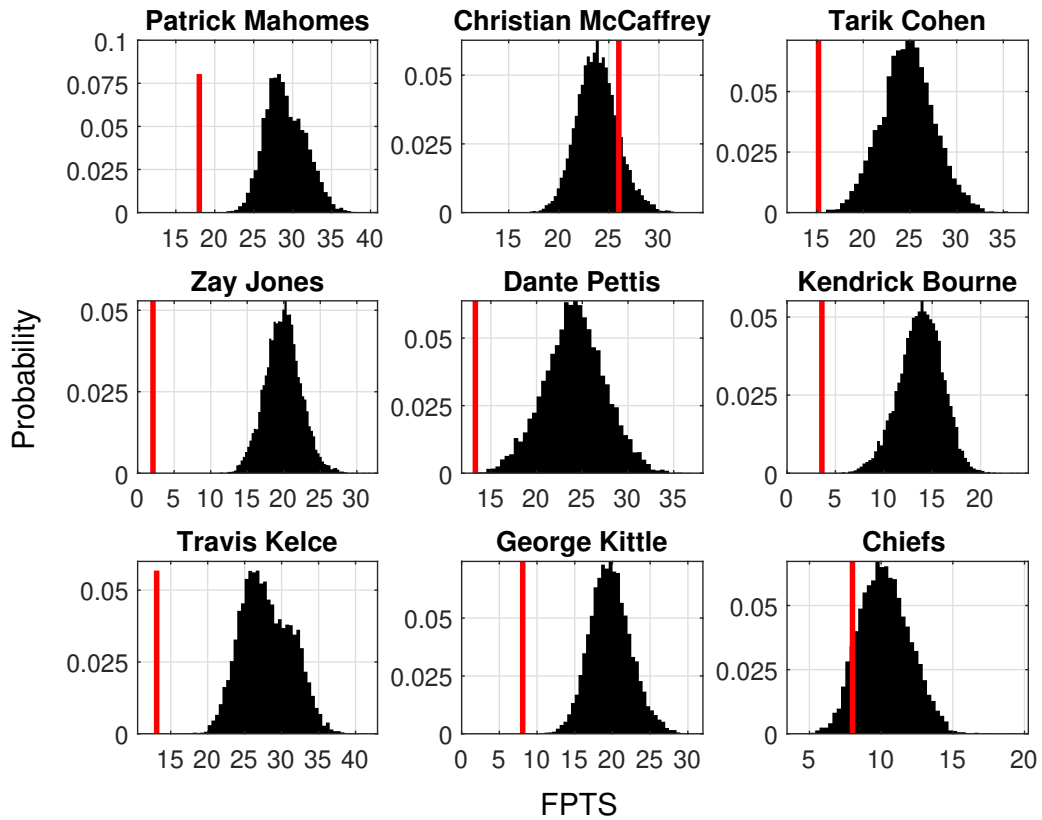 Patrick Mahomes
Christian McCaffrey
Tarik Cohen
0.1
0.075
0.05
0.025
0
15 20 25 30 35 40
0.05
0.025
0
15 20 25 30
0.05
0.025
0
15 20 25 30 35
Zay Jones
Dante Pettis
Kendrick Bourne
0.05
0.025
0
0 5 10 15 20 25 30
0.05
0.025
0
15 20 25 30 35
0.05
0.025
0
0 5 10 15 20
Probability
Travis Kelce
George Kittle
Chiefs
0.05
0.025
0
15 20 25 30 35 40
0.05
0.025
0
0 5 10 15 20 25 30
0.05
0.025
0
5 10 15 20
FPTS